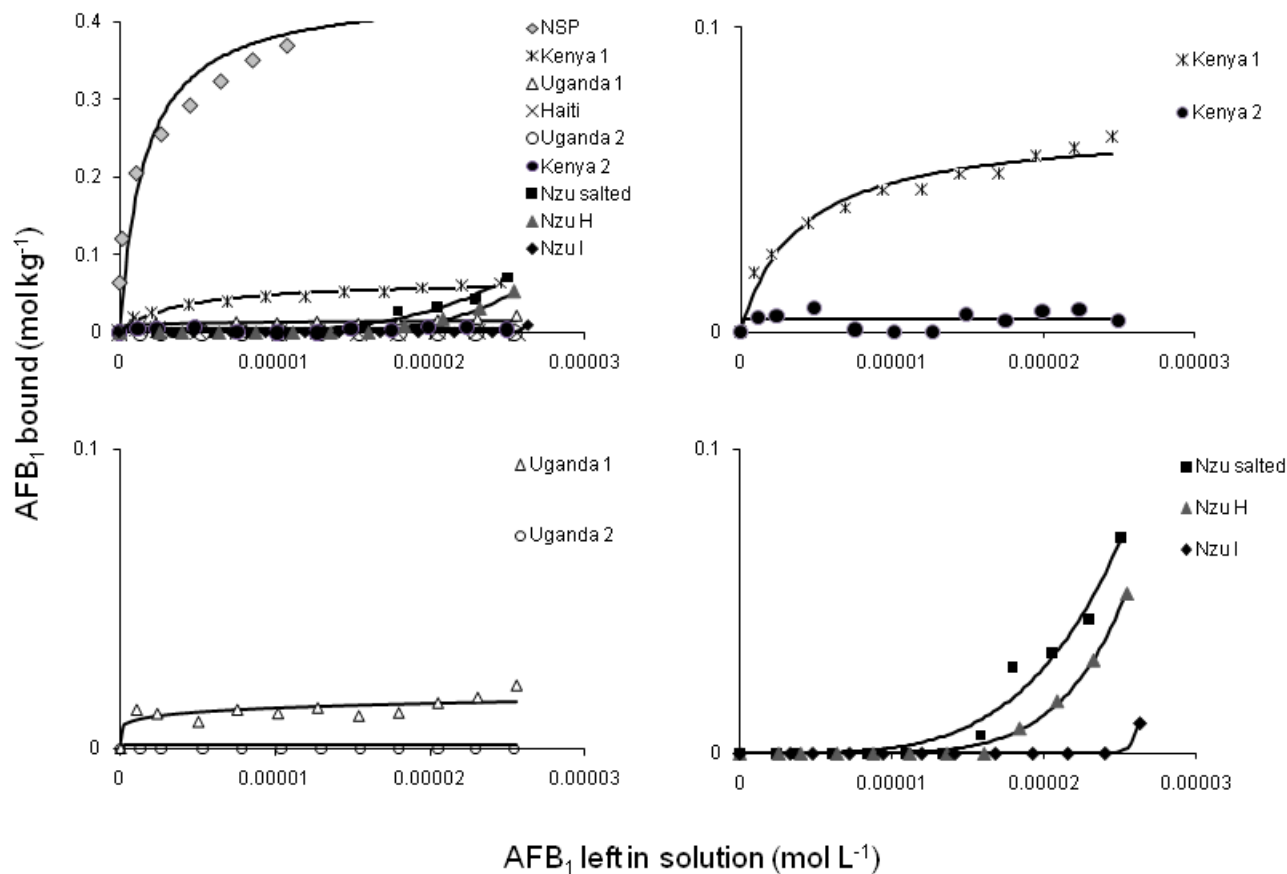 AFB₁ bound (mol kg⁻¹)
0.4
0.3
0.2
0.1
0
0
0.00001
0.00002
0.00003
NSP
Kenya 1
Uganda 1
Haiti
Uganda 2
Kenya 2
Nzu salted
Nzu H
Nzu I
0.1
0
0
0.00001
0.00002
0.00003
Kenya 1
Kenya 2
0.1
0
0
0.00001
0.00002
0.00003
Uganda 1
Uganda 2
0.1
0
0
0.00001
0.00002
0.00003
Nzu salted
Nzu H
Nzu I
AFB₁ left in solution (mol L⁻¹)